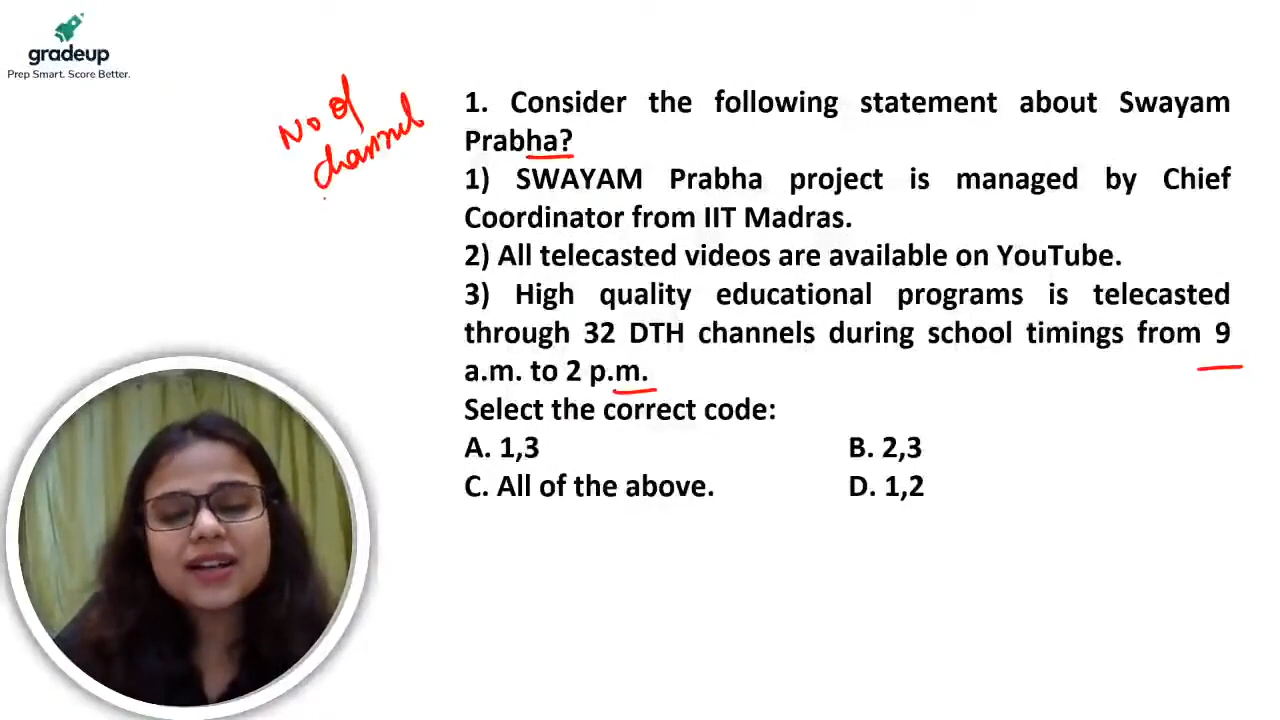 gradeup
Prep Smart. Score Better.
No of
channel
1. Consider the following statement about Swayam
Prabha?
1) SWAYAM Prabha project is managed by Chief
Coordinator from IIT Madras.
2) All telecasted videos are available on YouTube.
3) High quality educational programs is telecasted
through 32 DTH channels during school timings from 9
a.m. to 2 p.m.
Select the correct code:
A. 1,3 B. 2,3
C. All of the above. D. 1,2